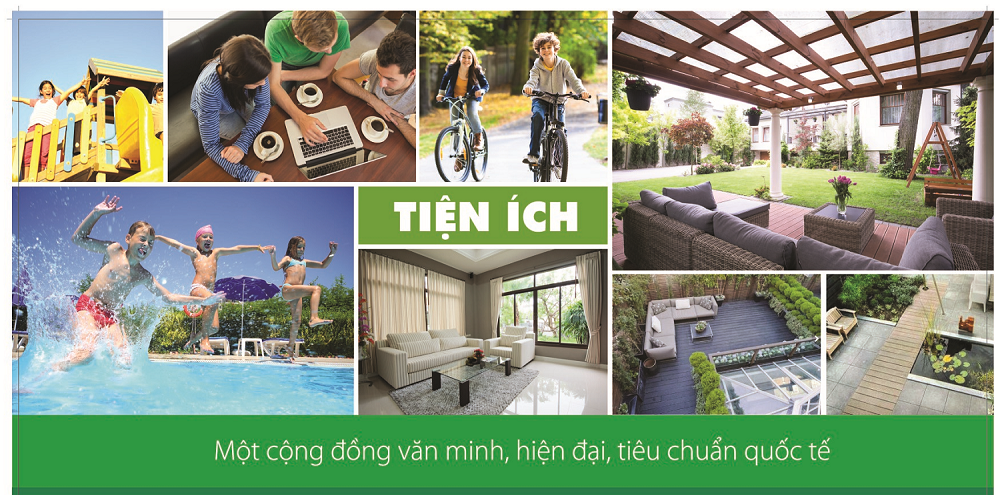 TIỆN ÍCH
Một cộng đồng văn minh, hiện đại, tiêu chuẩn quốc tế